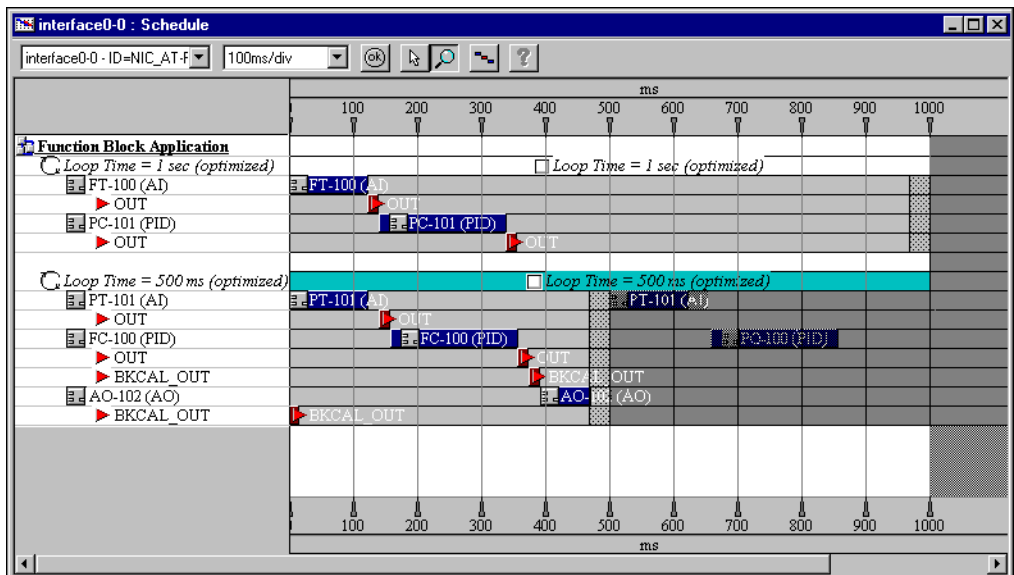 interface0-0 : Schedule
interface0-0 - ID=NIC_AT-F 100ms/div ok ?
ms
100 200 300 400 500 600 700 800 900 1000
Function Block Application
Loop Time = 1 sec (optimized) Loop Time = 1 sec (optimized)
FT-100 (AI) FT-100 (AI)
OUT OUT
PC-101 (PID) PC-101 (PID)
OUT OUT
Loop Time = 500 ms (optimized) Loop Time = 500 ms (optimized)
PT-101 (AI) PT-101 (AI) PT-101 (AI)
OUT OUT
FC-100 (PID) FC-100 (PID)
OUT OUT
BKCAL_OUT BKCAL_OUT
AO-102 (AO) AO-102 (AO)
BKCAL_OUT BKCAL_OUT
100 200 300 400 500 600 700 800 900 1000
ms